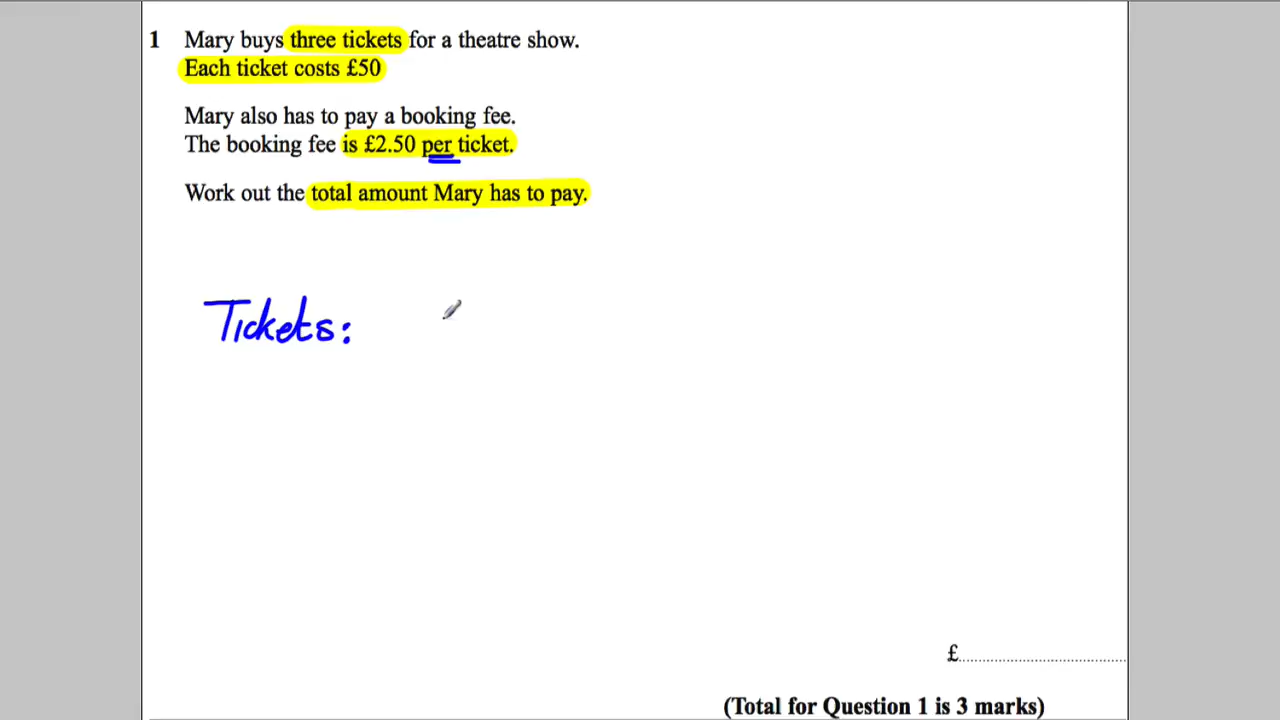 1 Mary buys three tickets for a theatre show.
Each ticket costs £50
Mary also has to pay a booking fee.
The booking fee is £2.50 per ticket.
Work out the total amount Mary has to pay.
Tickets:
£..............................................
(Total for Question 1 is 3 marks)